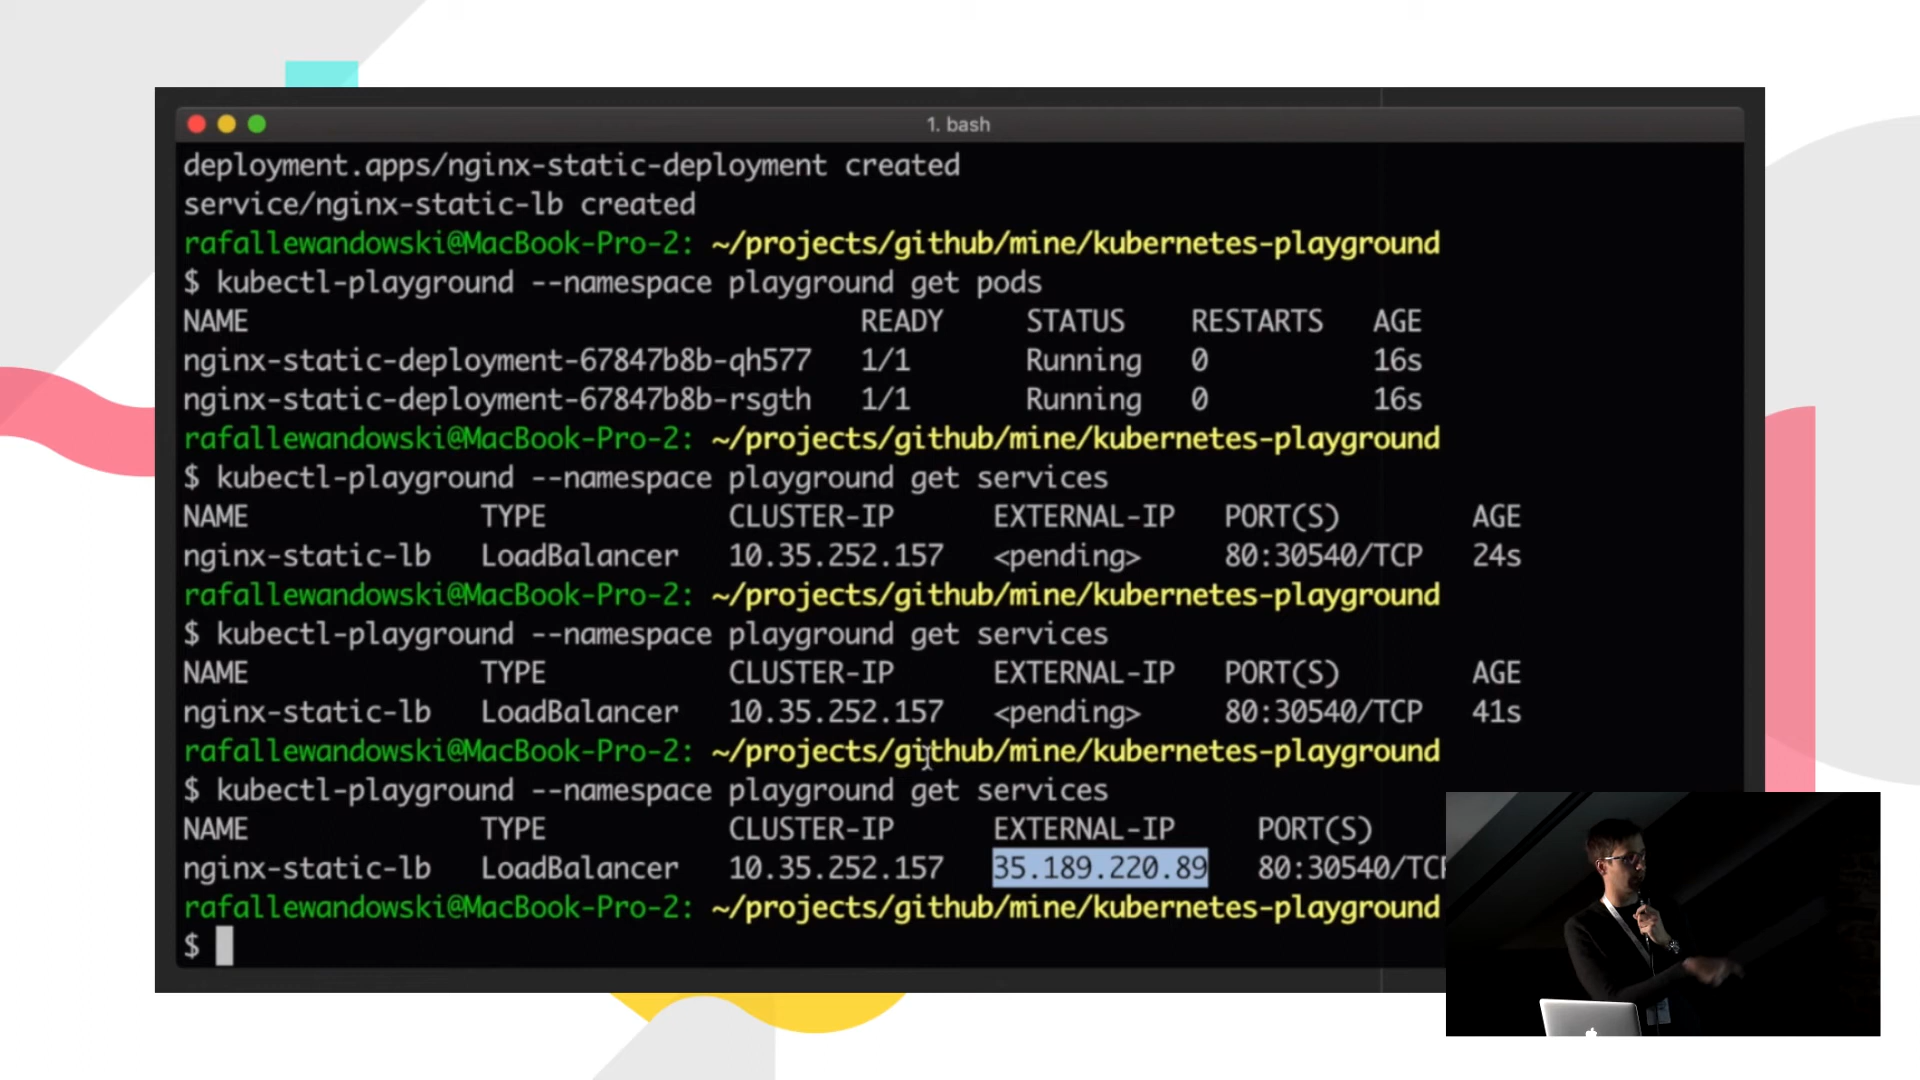 1. bash
deployment.apps/nginx-static-deployment created
service/nginx-static-lb created
rafallewandowski@MacBook-Pro-2: ~/projects/github/mine/kubernetes-playground
$ kubectl-playground --namespace playground get pods
NAME READY STATUS RESTARTS AGE
nginx-static-deployment-67847b8b-qh577 1/1 Running 0 16s
nginx-static-deployment-67847b8b-rsgth 1/1 Running 0 16s
rafallewandowski@MacBook-Pro-2: ~/projects/github/mine/kubernetes-playground
$ kubectl-playground --namespace playground get services
NAME TYPE CLUSTER-IP EXTERNAL-IP PORT(S) AGE
nginx-static-lb LoadBalancer 10.35.252.157 <pending> 80:30540/TCP 24s
rafallewandowski@MacBook-Pro-2: ~/projects/github/mine/kubernetes-playground
$ kubectl-playground --namespace playground get services
NAME TYPE CLUSTER-IP EXTERNAL-IP PORT(S) AGE
nginx-static-lb LoadBalancer 10.35.252.157 <pending> 80:30540/TCP 41s
rafallewandowski@MacBook-Pro-2: ~/projects/github/mine/kubernetes-playground
$ kubectl-playground --namespace playground get services
NAME TYPE CLUSTER-IP EXTERNAL-IP PORT(S)
nginx-static-lb LoadBalancer 10.35.252.157 35.189.220.89 80:30540/TCP
rafallewandowski@MacBook-Pro-2: ~/projects/github/mine/kubernetes-playground
$